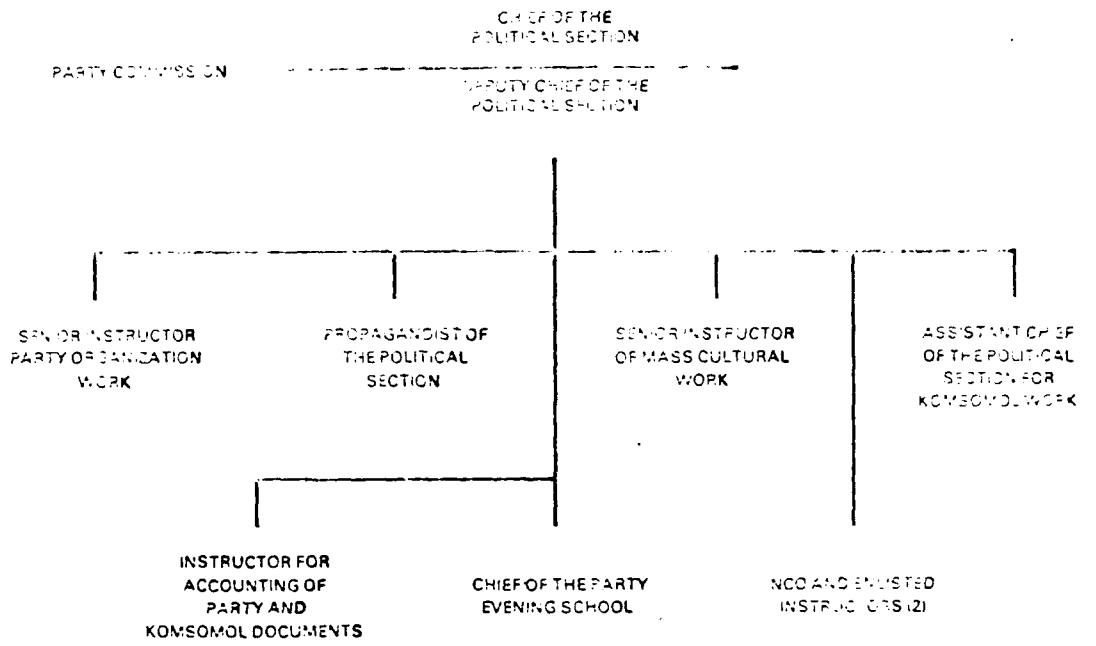 CHIEF OF THE
POLITICAL SECTION
PARTY COMMISSION
DEPUTY CHIEF OF THE
POLITICAL SECTION
SENIOR INSTRUCTOR
PARTY ORGANIZATION
WORK
PROPAGANDIST OF
THE POLITICAL
SECTION
SENIOR INSTRUCTOR
OF MASS CULTURAL
WORK
ASSISTANT CHIEF
OF THE POLITICAL
SECTION FOR
KOMSOMOL WORK
INSTRUCTOR FOR
ACCOUNTING OF
PARTY AND
KOMSOMOL DOCUMENTS
CHIEF OF THE PARTY
EVENING SCHOOL
NCO AND ENLISTED
INSTRUCTORS (2)